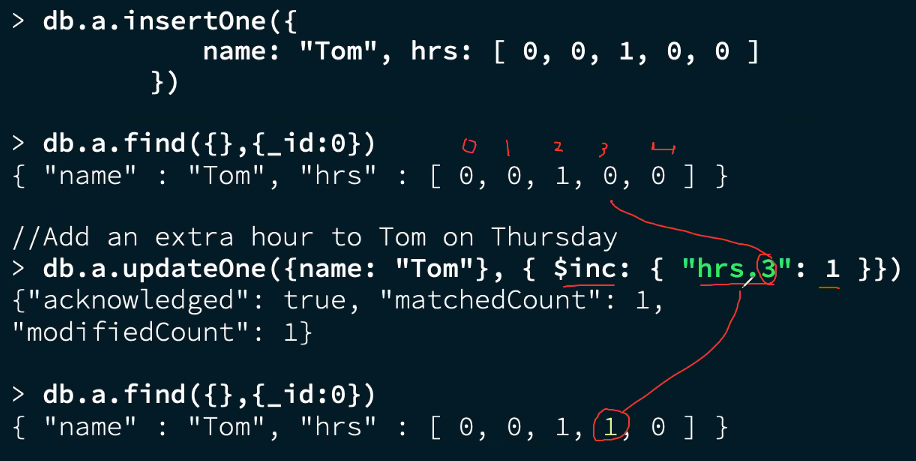 > db.a.insertOne({
name: "Tom", hrs: [ 0, 0, 1, 0, 0 ]
})
> db.a.find({},{_id:0})
0 1 2 3 4
{ "name" : "Tom", "hrs" : [ 0, 0, 1, 0, 0 ] }
//Add an extra hour to Tom on Thursday
> db.a.updateOne({name: "Tom"}, { $inc: { "hrs.3": 1 }})
{"acknowledged": true, "matchedCount": 1,
"modifiedCount": 1}
> db.a.find({},{_id:0})
{ "name" : "Tom", "hrs" : [ 0, 0, 1, 1, 0 ] }